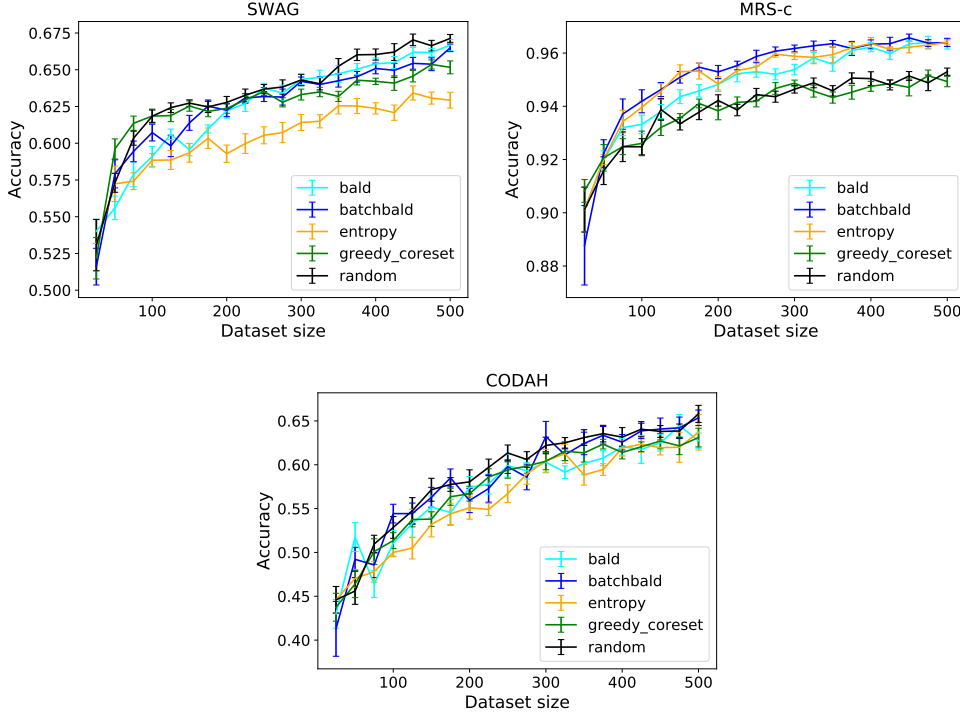 SWAG
0.675
0.650
0.625
0.600
0.575
0.550
0.525
0.500
Accuracy
100
200
300
400
500
Dataset size
bald
batchbald
entropy
greedy_coreset
random
MRS-c
0.96
0.94
0.92
0.90
0.88
Accuracy
100
200
300
400
500
Dataset size
bald
batchbald
entropy
greedy_coreset
random
CODAH
0.65
0.60
0.55
0.50
0.45
0.40
Accuracy
100
200
300
400
500
Dataset size
bald
batchbald
entropy
greedy_coreset
random